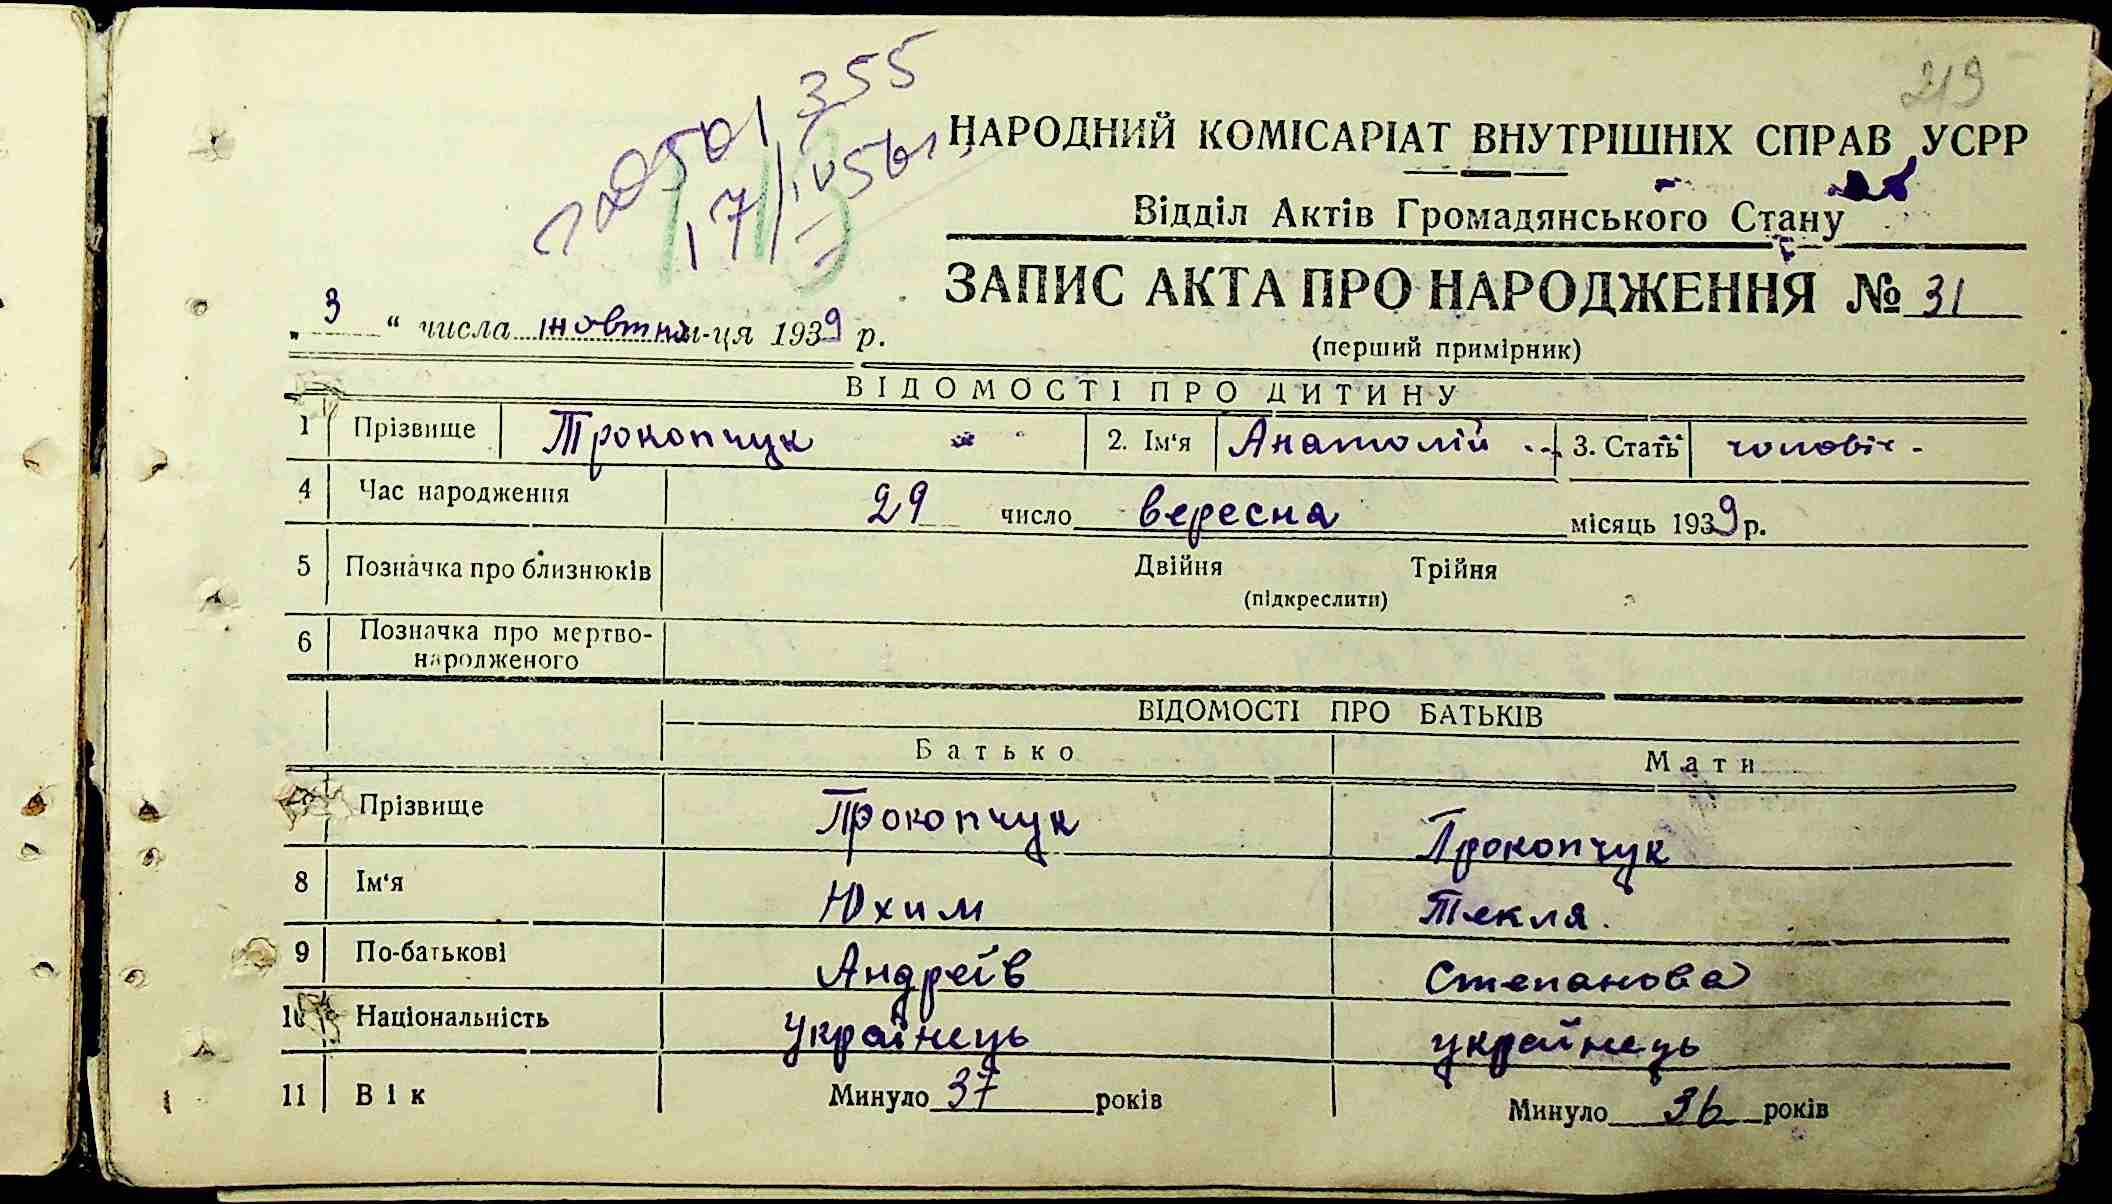 219
355
НАРОДНИЙ КОМІСАРІАТ ВНУТРІШНІХ СПРАВ УСРР
Відділ Актів Громадянського Стану
ЗАПИС АКТА ПРО НАРОДЖЕННЯ № 31
„ 3 “ числа жовтня м-ця 1939 р.
(перший примірник)
ВІДОМОСТІ ПРО ДИТИНУ
1 Прізвище Прокопчук 2. Ім‘я Анатолій 3. Стать чоловіч-
4 Час народження 29 число вересня місяць 1939 р.
5 Позначка про близнюків Двійня Трійня
(підкреслити)
6 Позначка про мертво-
народженого
ВІДОМОСТІ ПРО БАТЬКІВ
Батько Мати
Прізвище Прокопчук Прокопчук
8 Ім‘я Юхим Текля
9 По-батькові Андреїв Степанова
10 Національність українець українець
11 Вік Минуло 37 років Минуло 36 років